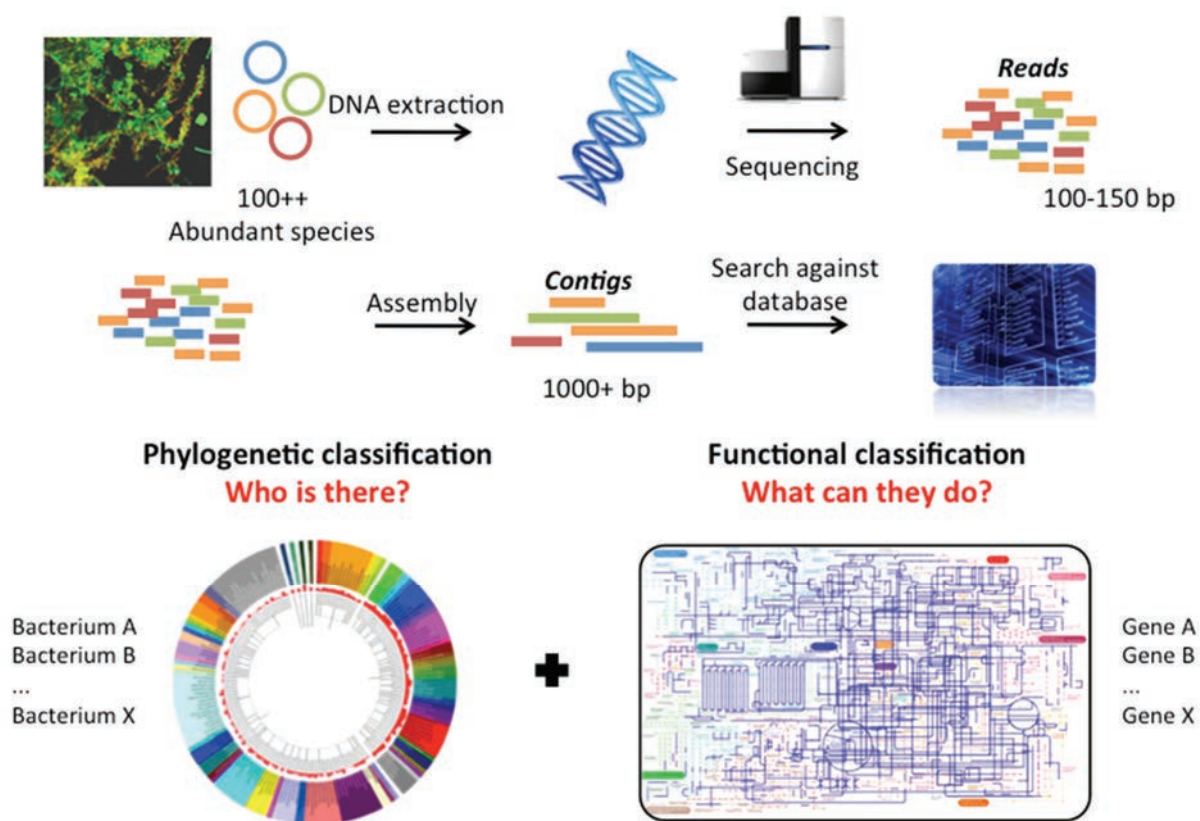 DNA extraction
100++
Abundant species
Sequencing
Reads
100-150 bp
Assembly
Contigs
1000+ bp
Search against
database
Phylogenetic classification
Who is there?
Functional classification
What can they do?
Bacterium A
Bacterium B
...
Bacterium X
Gene A
Gene B
...
Gene X